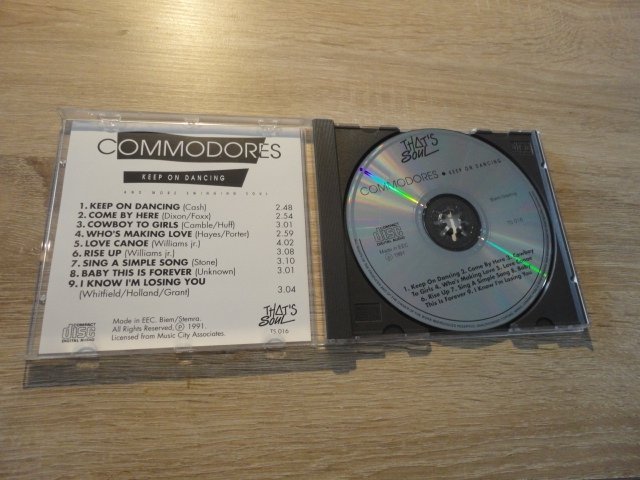 COMMODORES
KEEP ON DANCING
AND MORE SWINGING SOUL
1. KEEP ON DANCING (Cash) 2.48
2. COME BY HERE (Dixon/Foxx) 2.54
3. COWBOY TO GIRLS (Camble/Huff) 3.01
4. WHO'S MAKING LOVE (Hayes/Porter) 2.59
5. LOVE CANOE (Williams jr.) 4.02
6. RISE UP (Williams jr.) 3.08
7. SING A SIMPLE SONG (Stone) 3.10
8. BABY THIS IS FOREVER (Unknown) 3.01
9. I KNOW I'M LOSING YOU
(Whitfield/Holland/Grant) 3.04
COMPACT
disc
DIGITAL AUDIO
Made in EEC. Biem/Stemra.
All Rights Reserved. ℗ 1991.
Licensed from Music City Associates.
THAT'S
SOUL
TS 016
THAT'S
SOUL
COMMODORES • KEEP ON DANCING
Biem/stemra
TS 016
COMPACT
disc
DIGITAL AUDIO
Made in EEC
℗ 1991
1. Keep On Dancing 2. Come By Here 3. Cowboy
To Girls 4. Who's Making Love 5. Love Canoe
6. Rise Up 7. Sing A Simple Song 8. Baby
This Is Forever 9. I Know I'm Losing You